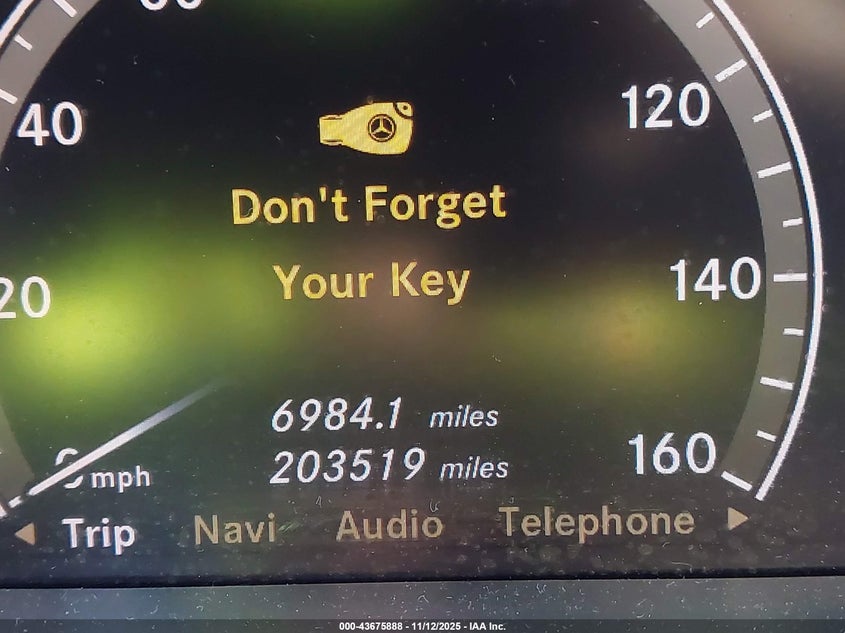 40
120
Don't Forget
Your Key
20
140
6984.1 miles
203519 miles
160
mph
Trip Navi Audio Telephone
000-43675888 - 11/12/2025 - IAA Inc.